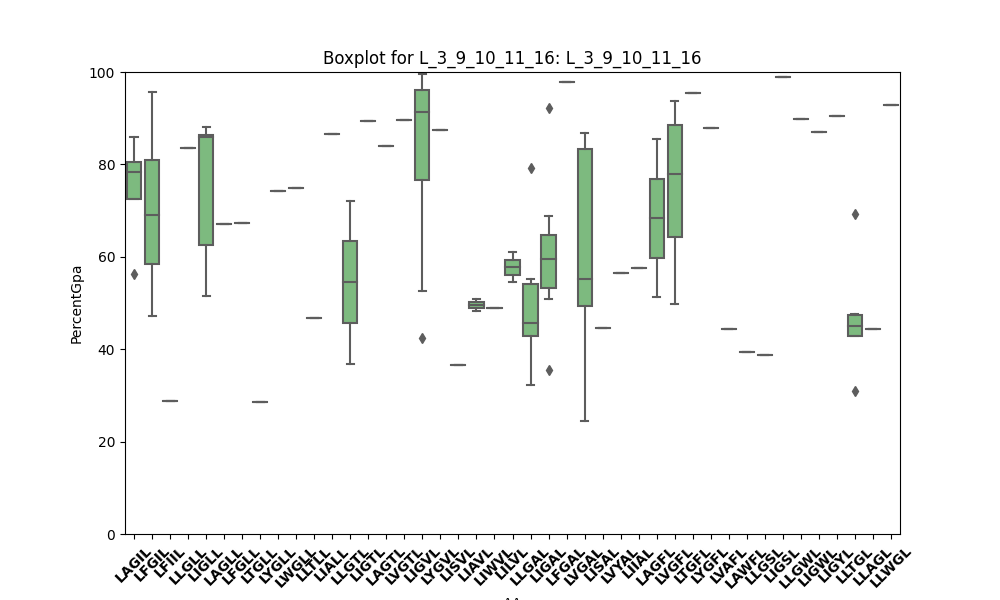 Boxplot for L_3_9_10_11_16: L_3_9_10_11_16
100
80
60
40
20
0
PercentGpa
LAGIL
LFGIL
LFIIL
LLGLL
LIGLL
LAGLL
LFGLL
LTGLL
LYGLL
LWGLL
LLTLL
LIALL
LLGTL
LIGTL
LAGTL
LVGTL
LIGVL
LYGVL
LISVL
LIAVL
LIWVL
LILVL
LLGAL
LIGAL
LFGAL
LVGAL
LISAL
LVYAL
LIIAL
LAGFL
LVGFL
LTGFL
LYGFL
LVAFL
LAWFL
LLGSL
LIGSL
LLGWL
LIGWL
LIGYL
LLTGL
LLAGL
LLWGL